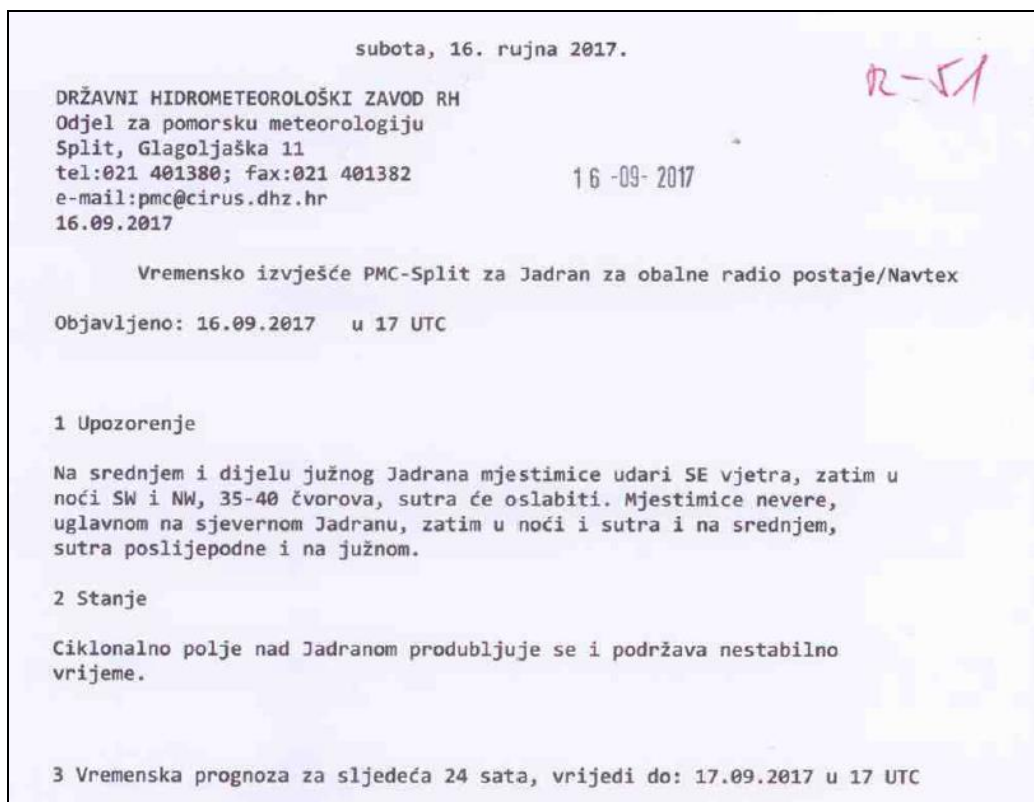 subota, 16. rujna 2017.
R-51
DRŽAVNI HIDROMETEOROLOŠKI ZAVOD RH
Odjel za pomorsku meteorologiju
Split, Glagoljaška 11
tel:021 401380; fax:021 401382
16 -09- 2017
e-mail:pmc@cirus.dhz.hr
16.09.2017
Vremensko izvješće PMC-Split za Jadran za obalne radio postaje/Navtex
Objavljeno: 16.09.2017 u 17 UTC
1 Upozorenje
Na srednjem i dijelu južnog Jadrana mjestimice udari SE vjetra, zatim u
noći SW i NW, 35-40 čvorova, sutra će oslabiti. Mjestimice nevere,
uglavnom na sjevernom Jadranu, zatim u noći i sutra i na srednjem,
sutra poslijepodne i na južnom.
2 Stanje
Ciklonalno polje nad Jadranom produbljuje se i podržava nestabilno
vrijeme.
3 Vremenska prognoza za sljedeća 24 sata, vrijedi do: 17.09.2017 u 17 UTC